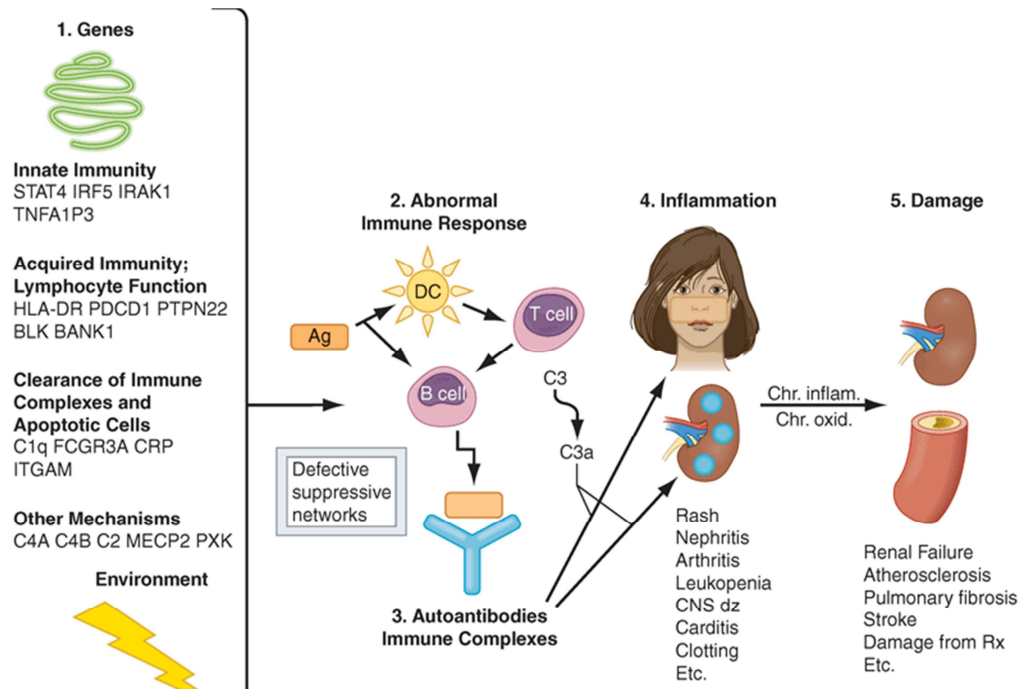 1. Genes
Innate Immunity
STAT4 IRF5 IRAK1
TNFA1P3
Acquired Immunity;
Lymphocyte Function
HLA-DR PDCD1 PTPN22
BLK BANK1
Clearance of Immune
Complexes and
Apoptotic Cells
C1q FCGR3A CRP
ITGAM
Other Mechanisms
C4A C4B C2 MECP2 PXK
Environment
2. Abnormal
Immune Response
DC
T cell
Ag
B cell
C3
C3a
Defective
suppressive
networks
3. Autoantibodies
Immune Complexes
4. Inflammation
Rash
Nephritis
Arthritis
Leukopenia
CNS dz
Carditis
Clotting
Etc.
Chr. inflam.
Chr. oxid.
5. Damage
Renal Failure
Atherosclerosis
Pulmonary fibrosis
Stroke
Damage from Rx
Etc.